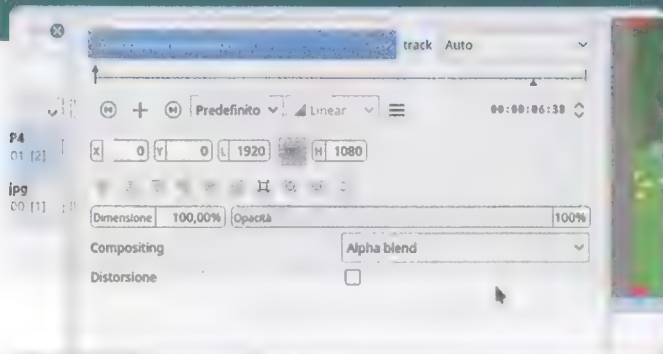 track Auto
Predefinito Linear 00:00:06:38
X 0 Y 0 L 1920 H 1080
P4
01 [2]
jpg
00 [1]
Dimensione 100,00% Opacità 100%
Compositing Alpha blend
Distorsione